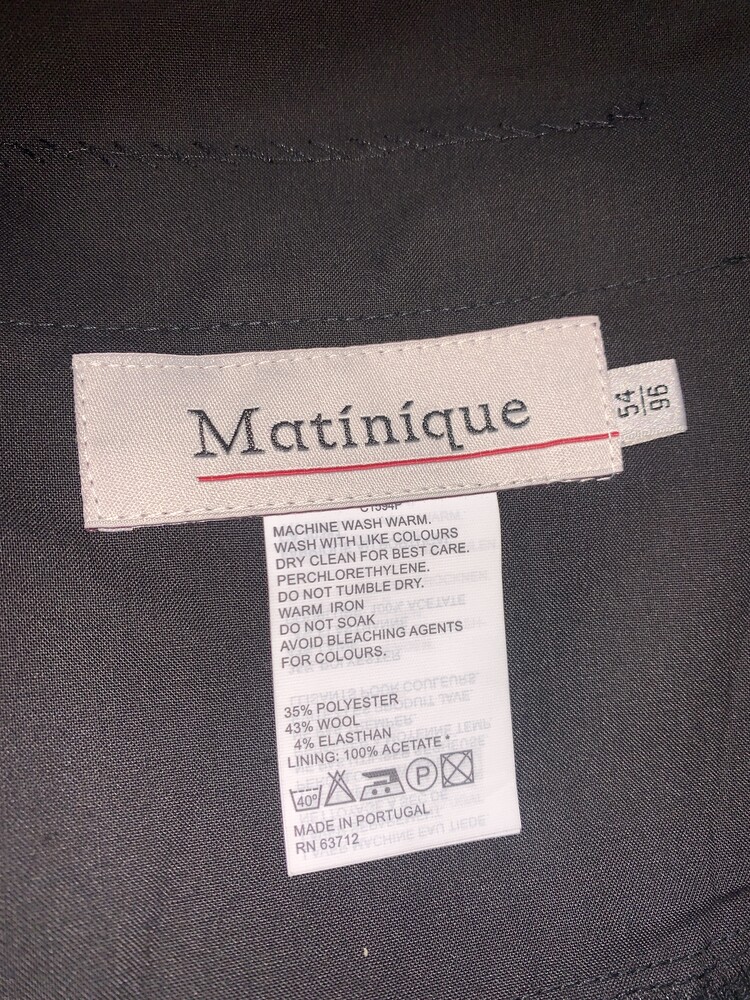 Matinique
54
96
MACHINE WASH WARM.
WASH WITH LIKE COLOURS
DRY CLEAN FOR BEST CARE.
PERCHLORETHYLENE.
DO NOT TUMBLE DRY.
WARM IRON
DO NOT SOAK
AVOID BLEACHING AGENTS
FOR COLOURS.
35% POLYESTER
43% WOOL
4% ELASTHAN
LINING: 100% ACETATE *
40° P
MADE IN PORTUGAL
RN 63712